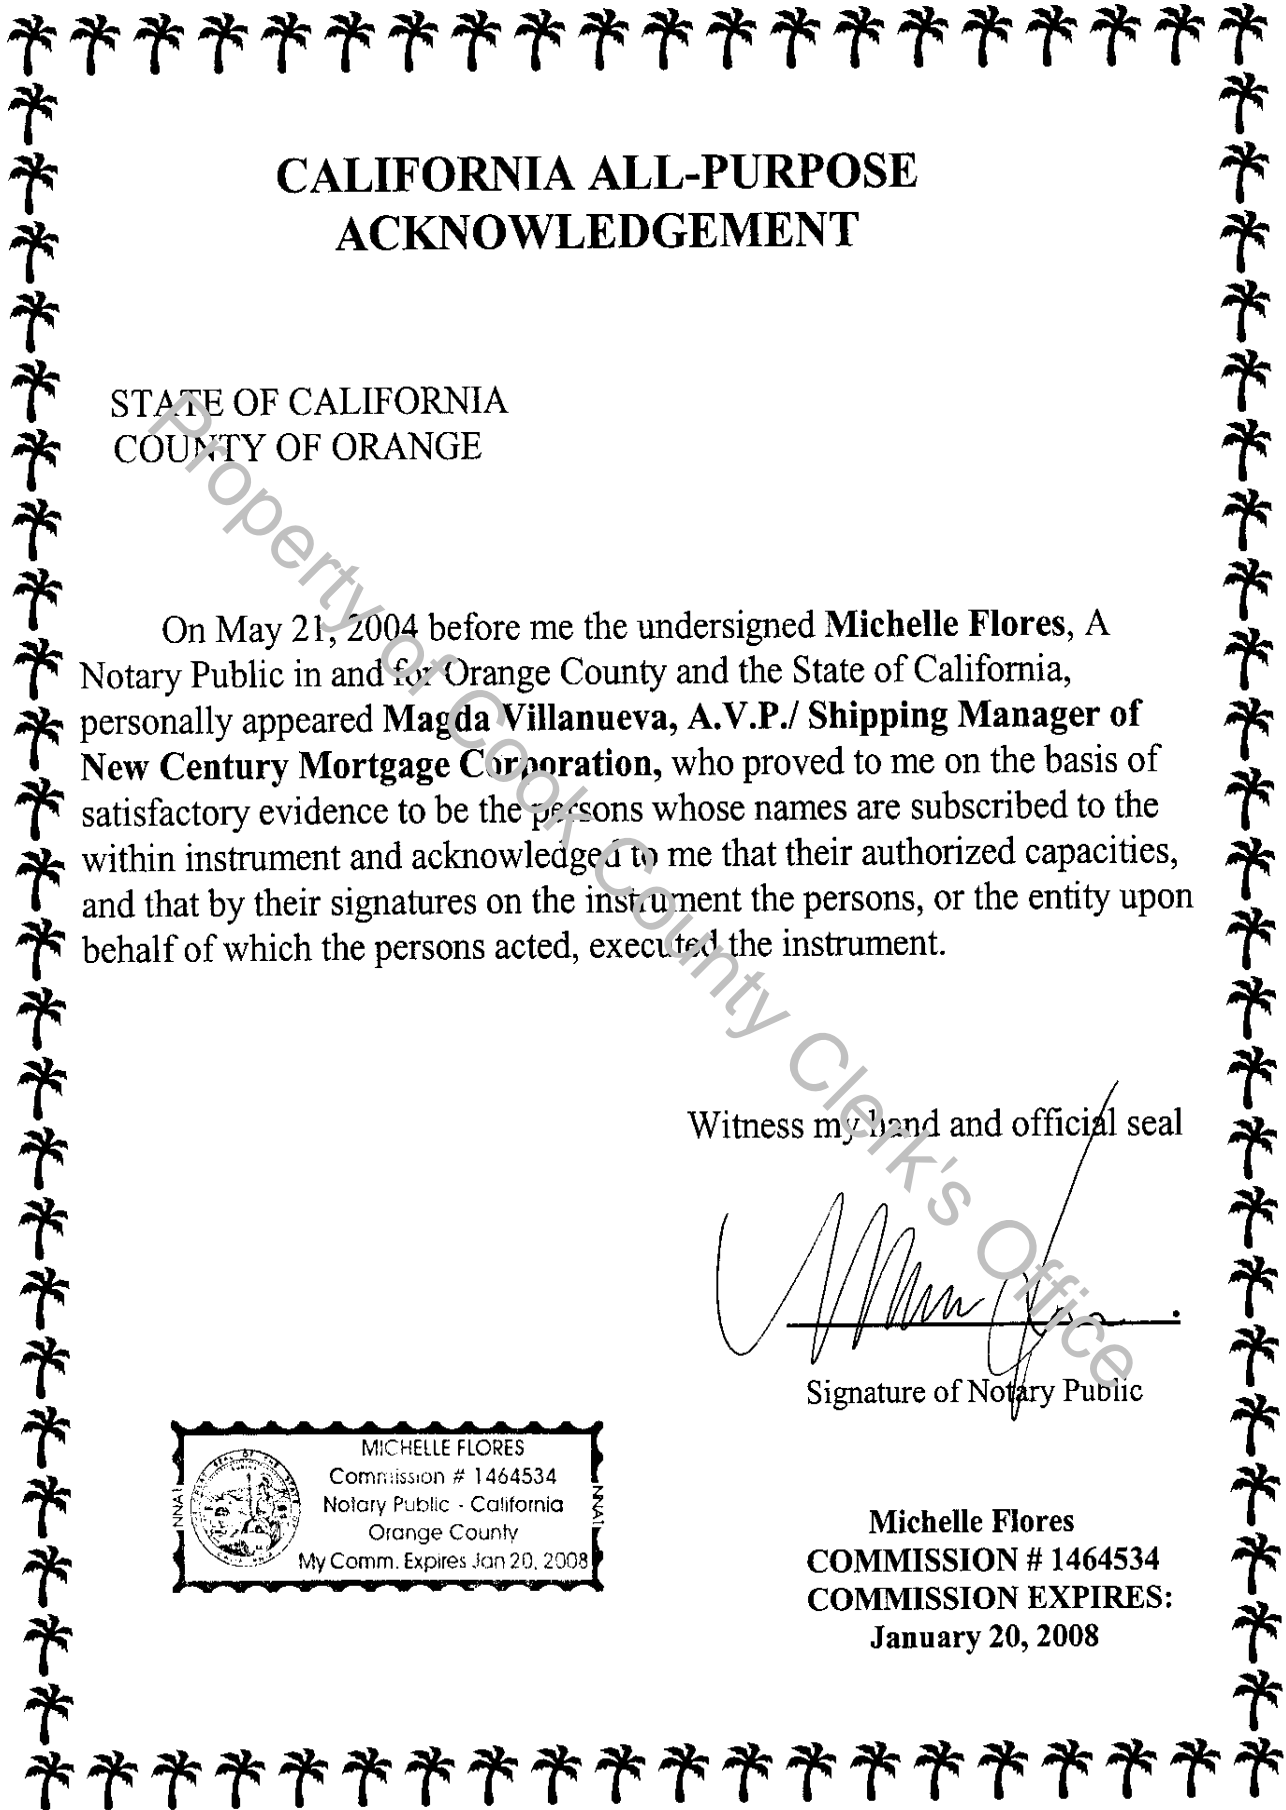 CALIFORNIA ALL-PURPOSE
ACKNOWLEDGEMENT
STATE OF CALIFORNIA
COUNTY OF ORANGE
On May 21, 2004 before me the undersigned Michelle Flores, A
Notary Public in and for Orange County and the State of California,
personally appeared Magda Villanueva, A.V.P./ Shipping Manager of
New Century Mortgage Corporation, who proved to me on the basis of
satisfactory evidence to be the persons whose names are subscribed to the
within instrument and acknowledged to me that their authorized capacities,
and that by their signatures on the instrument the persons, or the entity upon
behalf of which the persons acted, executed the instrument.
Property of Cook County Clerk's Office
Witness my hand and official seal
Signature of Notary Public
MICHELLE FLORES
Commission # 1464534
Notary Public - California
Orange County
My Comm. Expires Jan 20, 2008
NNA1
NNA1
Michelle Flores
COMMISSION # 1464534
COMMISSION EXPIRES:
January 20, 2008